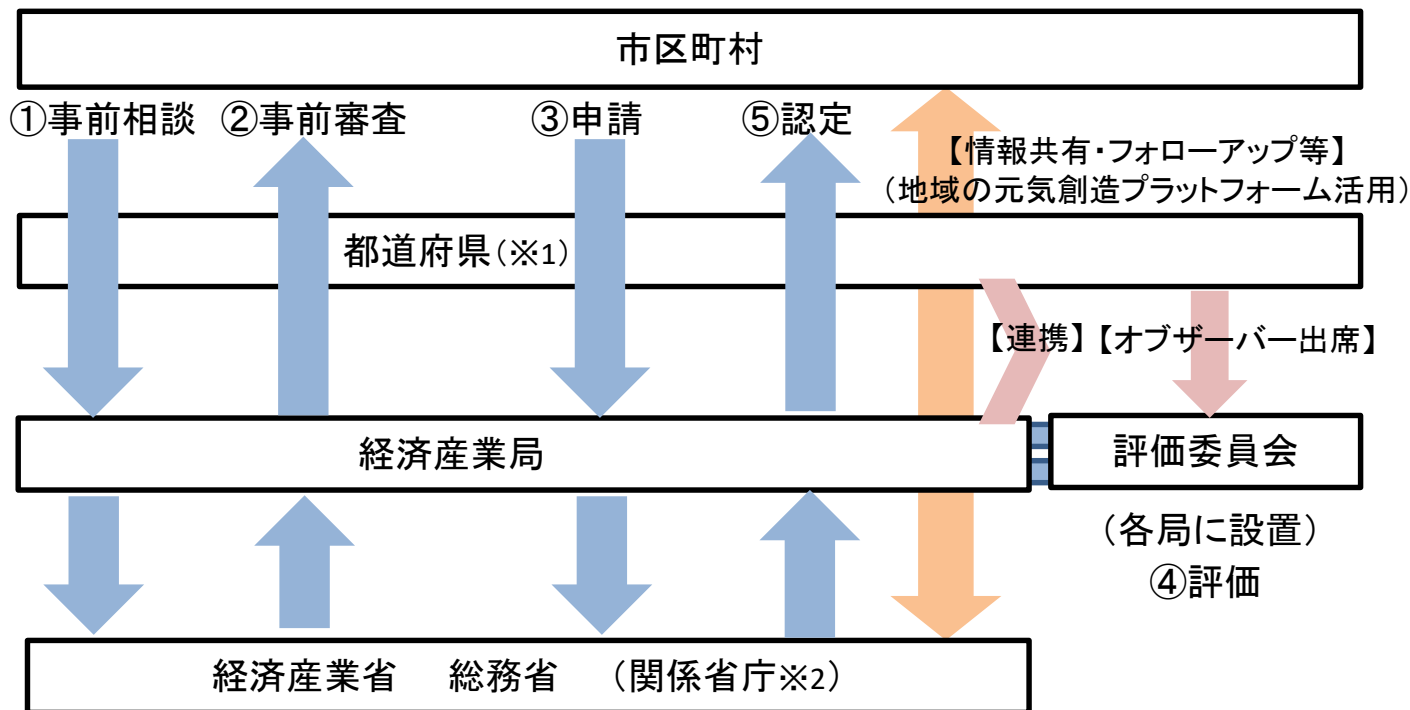 市区町村
①事前相談 ②事前審査 ③申請 ⑤認定
【情報共有・フォローアップ等】
（地域の元気創造プラットフォーム活用）
都道府県（※1）
【連携】【オブザーバー出席】
経済産業局
評価委員会
（各局に設置）
④評価
経済産業省 総務省 （関係省庁※2）